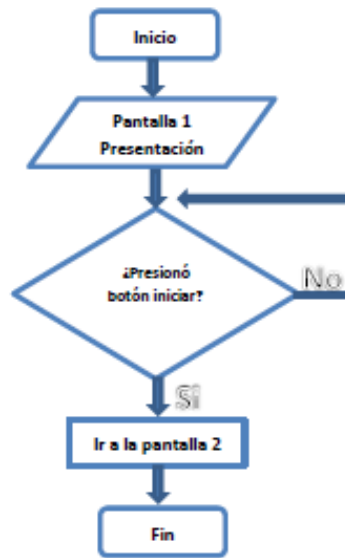 Inicio
Pantalla 1
Presentación
¿Presionó
botón iniciar?
No
Si
Ir a la pantalla 2
Fin